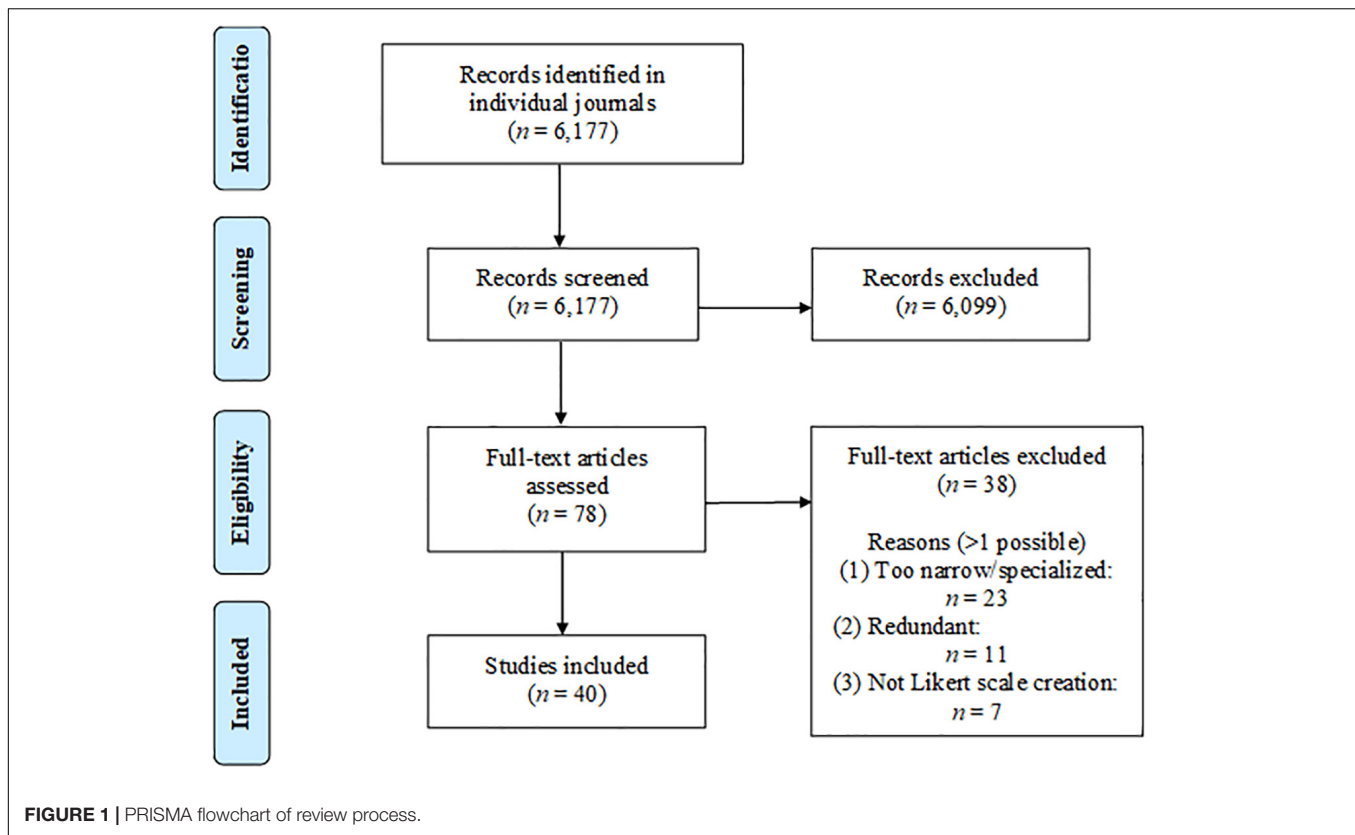 Identificatio
Records identified in
individual journals
(n = 6,177)
Screening
Records screened
(n = 6,177)
Records excluded
(n = 6,099)
Eligibility
Full-text articles
assessed
(n = 78)
Full-text articles excluded
(n = 38)
Reasons (>1 possible)
(1) Too narrow/specialized:
n = 23
(2) Redundant:
n = 11
(3) Not Likert scale creation:
n = 7
Included
Studies included
(n = 40)
FIGURE 1 | PRISMA flowchart of review process.